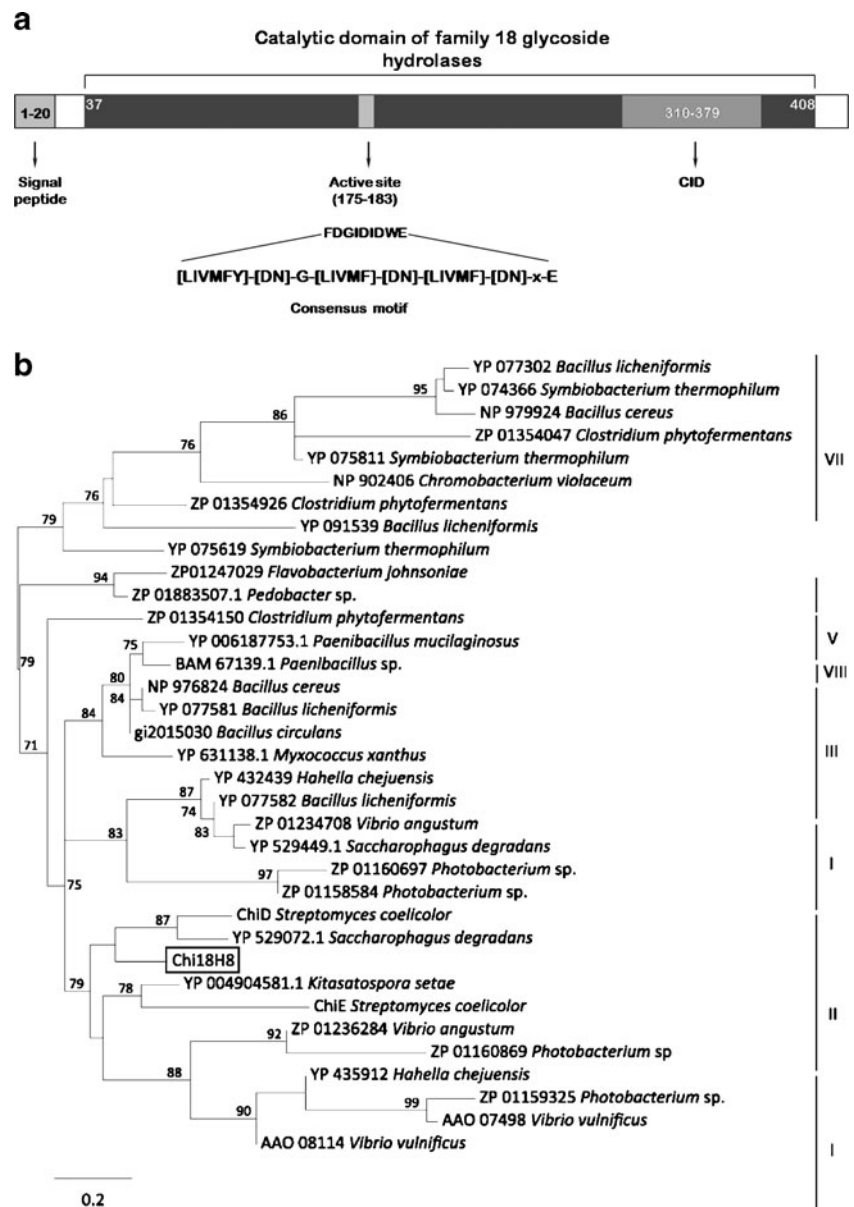 a
Catalytic domain of family 18 glycoside
hydrolases
1-20
37
310-379
408
Signal
peptide
Active site
(175-183)
CID
FDGIDIDWE
[LIVMFY]-[DN]-G-[LIVMF]-[DN]-[LIVMF]-[DN]-x-E
Consensus motif
b
YP 077302 Bacillus licheniformis
95
YP 074366 Symbiobacterium thermophilum
NP 979924 Bacillus cereus
86
ZP 01354047 Clostridium phytofermentans
VII
76
YP 075811 Symbiobacterium thermophilum
NP 902406 Chromobacterium violaceum
76
ZP 01354926 Clostridium phytofermentans
79
YP 091539 Bacillus licheniformis
YP 075619 Symbiobacterium thermophilum
ZP01247029 Flavobacterium johnsoniae
94
ZP 01883507.1 Pedobacter sp.
ZP 01354150 Clostridium phytofermentans
79
75
YP 006187753.1 Paenibacillus mucilaginosus
V
BAM 67139.1 Paenibacillus sp.
VIII
80
NP 976824 Bacillus cereus
84
84
YP 077581 Bacillus licheniformis
71
gi2015030 Bacillus circulans
III
YP 631138.1 Myxococcus xanthus
YP 432439 Hahella chejuensis
87
YP 077582 Bacillus licheniformis
74
83
83
ZP 01234708 Vibrio angustum
YP 529449.1 Saccharophagus degradans
I
97
ZP 01160697 Photobacterium sp.
75
ZP 01158584 Photobacterium sp.
87
ChiD Streptomyces coelicolor
YP 529072.1 Saccharophagus degradans
Chi18H8
79
78
YP 004904581.1 Kitasatospora setae
ChiE Streptomyces coelicolor
II
92
ZP 01236284 Vibrio angustum
ZP 01160869 Photobacterium sp
88
YP 435912 Hahella chejuensis
99
ZP 01159325 Photobacterium sp.
90
AAO 07498 Vibrio vulnificus
AAO 08114 Vibrio vulnificus
I
0.2